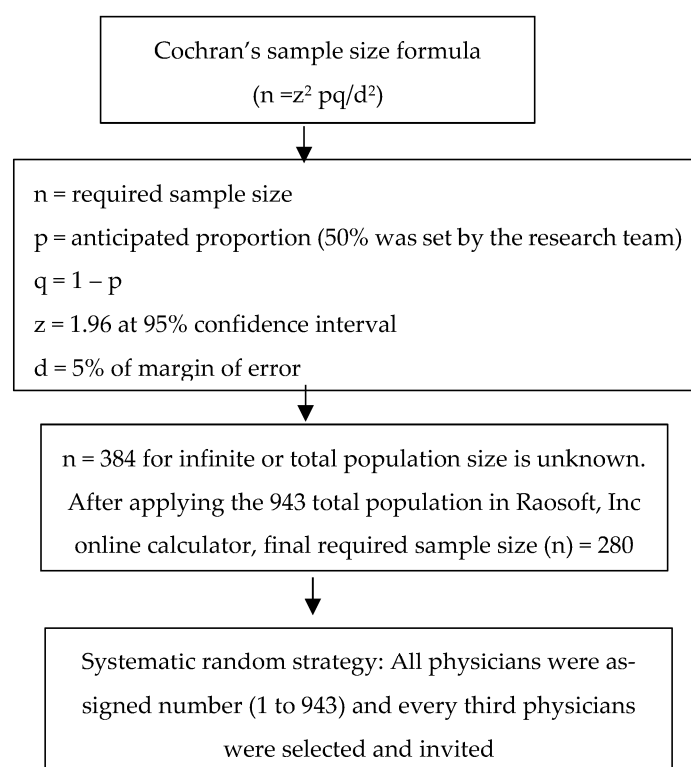 Cochran’s sample size formula
(n =z² pq/d²)
n = required sample size
p = anticipated proportion (50% was set by the research team)
q = 1 – p
z = 1.96 at 95% confidence interval
d = 5% of margin of error
n = 384 for infinite or total population size is unknown.
After applying the 943 total population in Raosoft, Inc
online calculator, final required sample size (n) = 280
Systematic random strategy: All physicians were as-
signed number (1 to 943) and every third physicians
were selected and invited